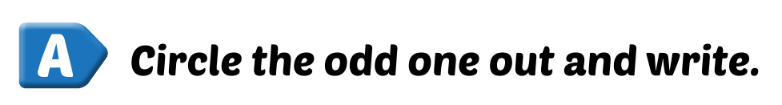 A Circle the odd one out and write.